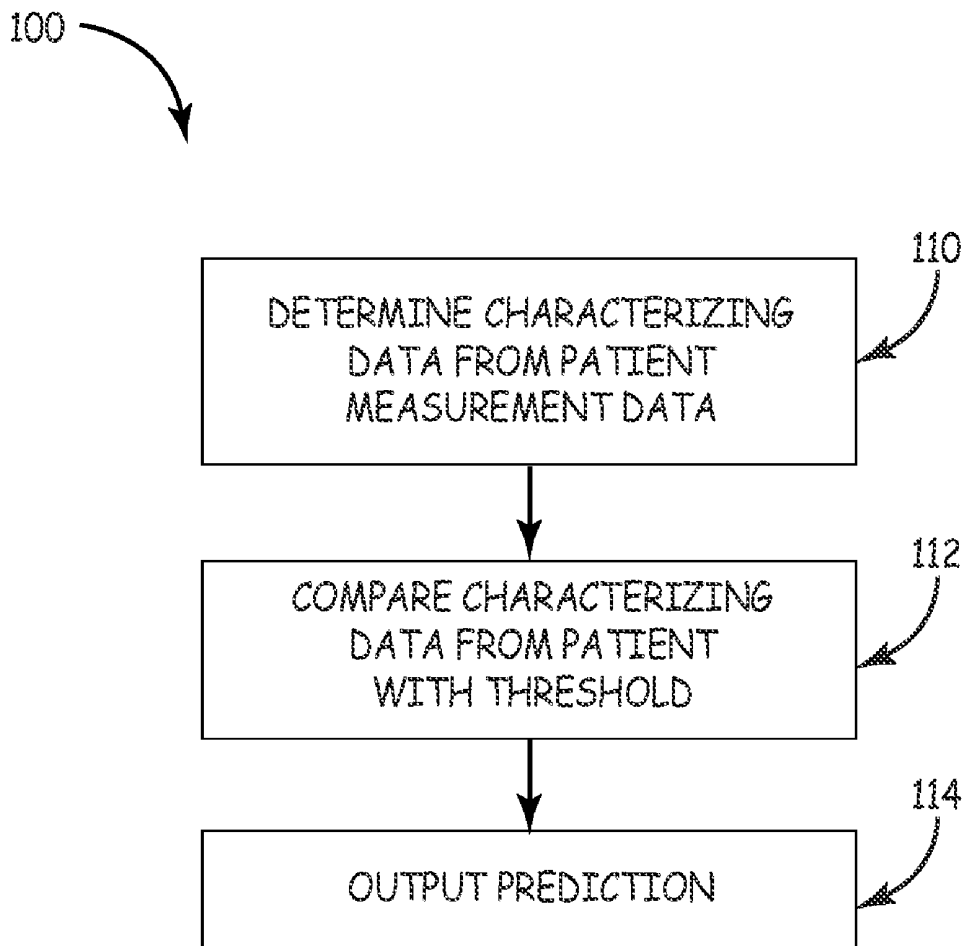 100
110
DETERMINE CHARACTERIZING
DATA FROM PATIENT
MEASUREMENT DATA
112
COMPARE CHARACTERIZING
DATA FROM PATIENT
WITH THRESHOLD
114
OUTPUT PREDICTION